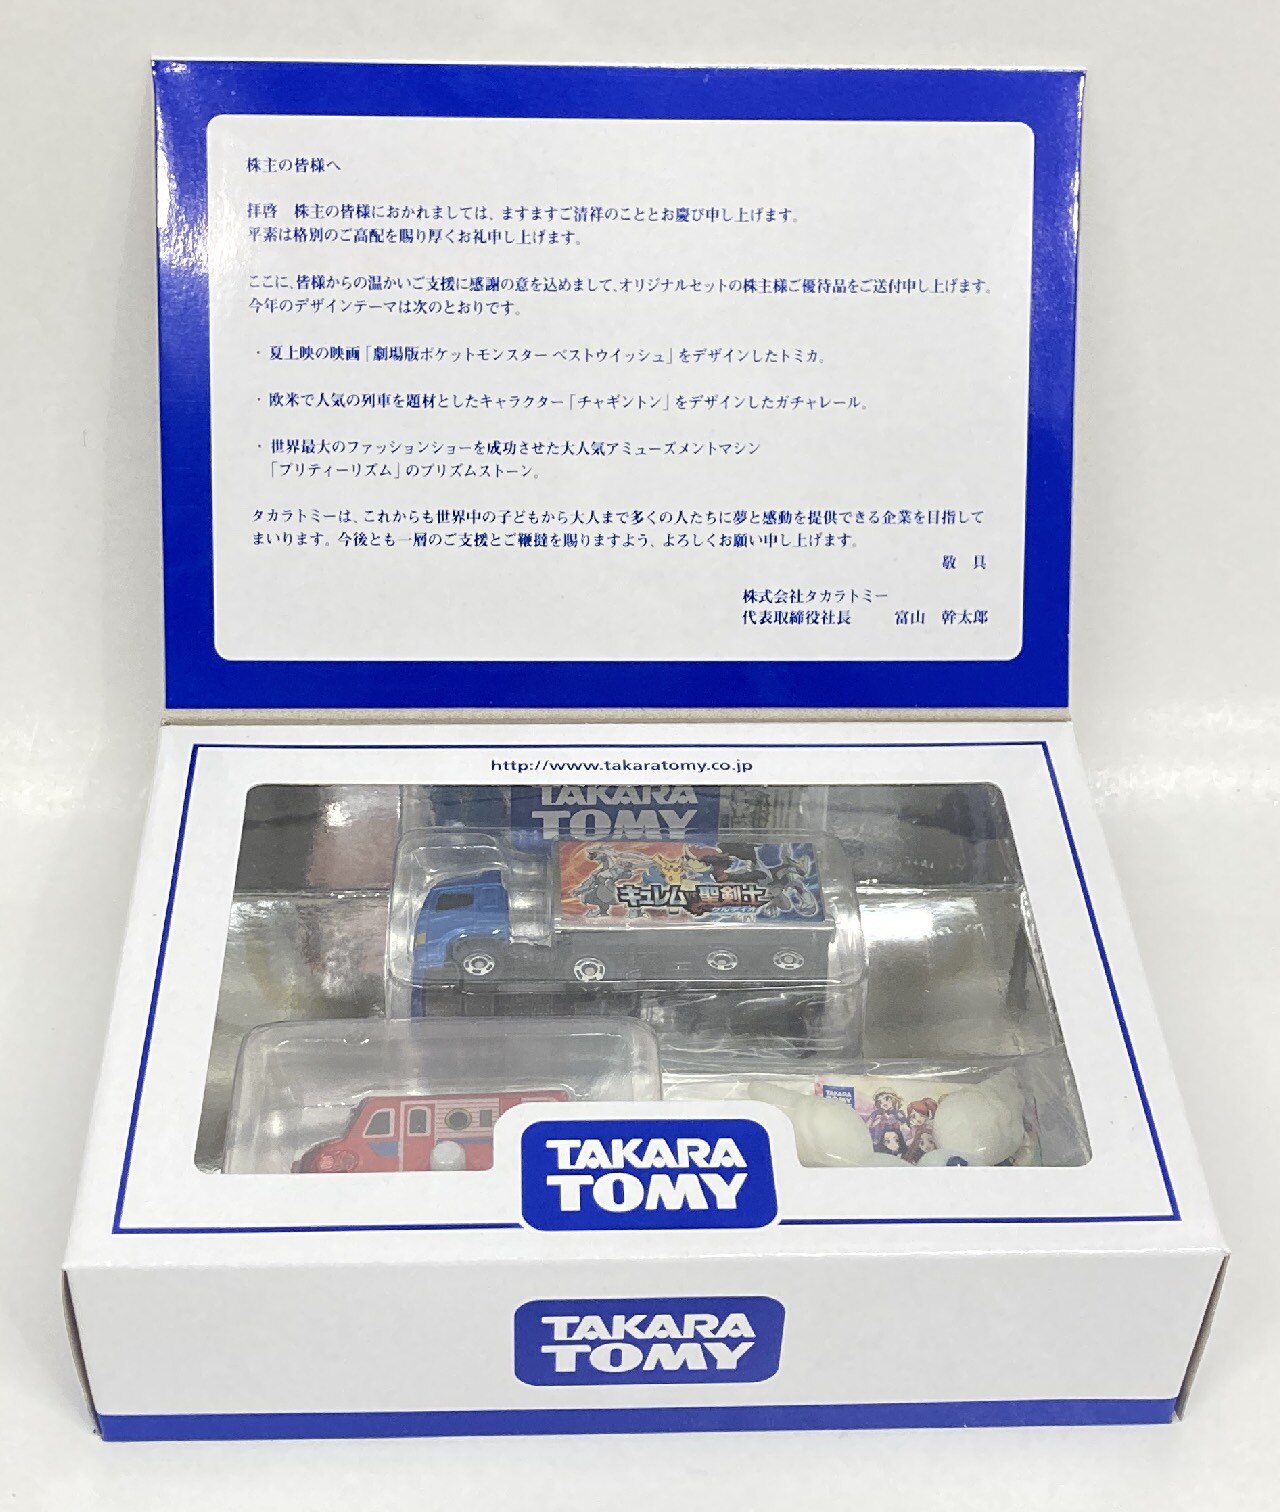 株主の皆様へ
拝啓　株主の皆様におかれましては、ますますご清祥のこととお慶び申し上げます。
平素は格別のご高配を賜り厚くお礼申し上げます。
ここに、皆様からの温かいご支援に感謝の意を込めまして、オリジナルセットの株主様ご優待品をご送付申し上げます。
今年のデザインテーマは次のとおりです。
・夏上映の映画「劇場版ポケットモンスター ベストウイッシュ」をデザインしたトミカ。
・欧米で人気の列車を題材としたキャラクター「チャギントン」をデザインしたガチャレール。
・世界最大のファッションショーを成功させた大人気アミューズメントマシン
「プリティーリズム」のプリズムストーン。
タカラトミーは、これからも世界中の子どもから大人まで多くの人たちに夢と感動を提供できる企業を目指して
まいります。今後とも一層のご支援とご鞭撻を賜りますよう、よろしくお願い申し上げます。
敬　具
株式会社タカラトミー
代表取締役社長　　富山　幹太郎
http://www.takaratomy.co.jp
TAKARA
TOMY
キュレム
聖剣士
TAKARA
TOMY
TAKARA
TOMY
TAKARA
TOMY